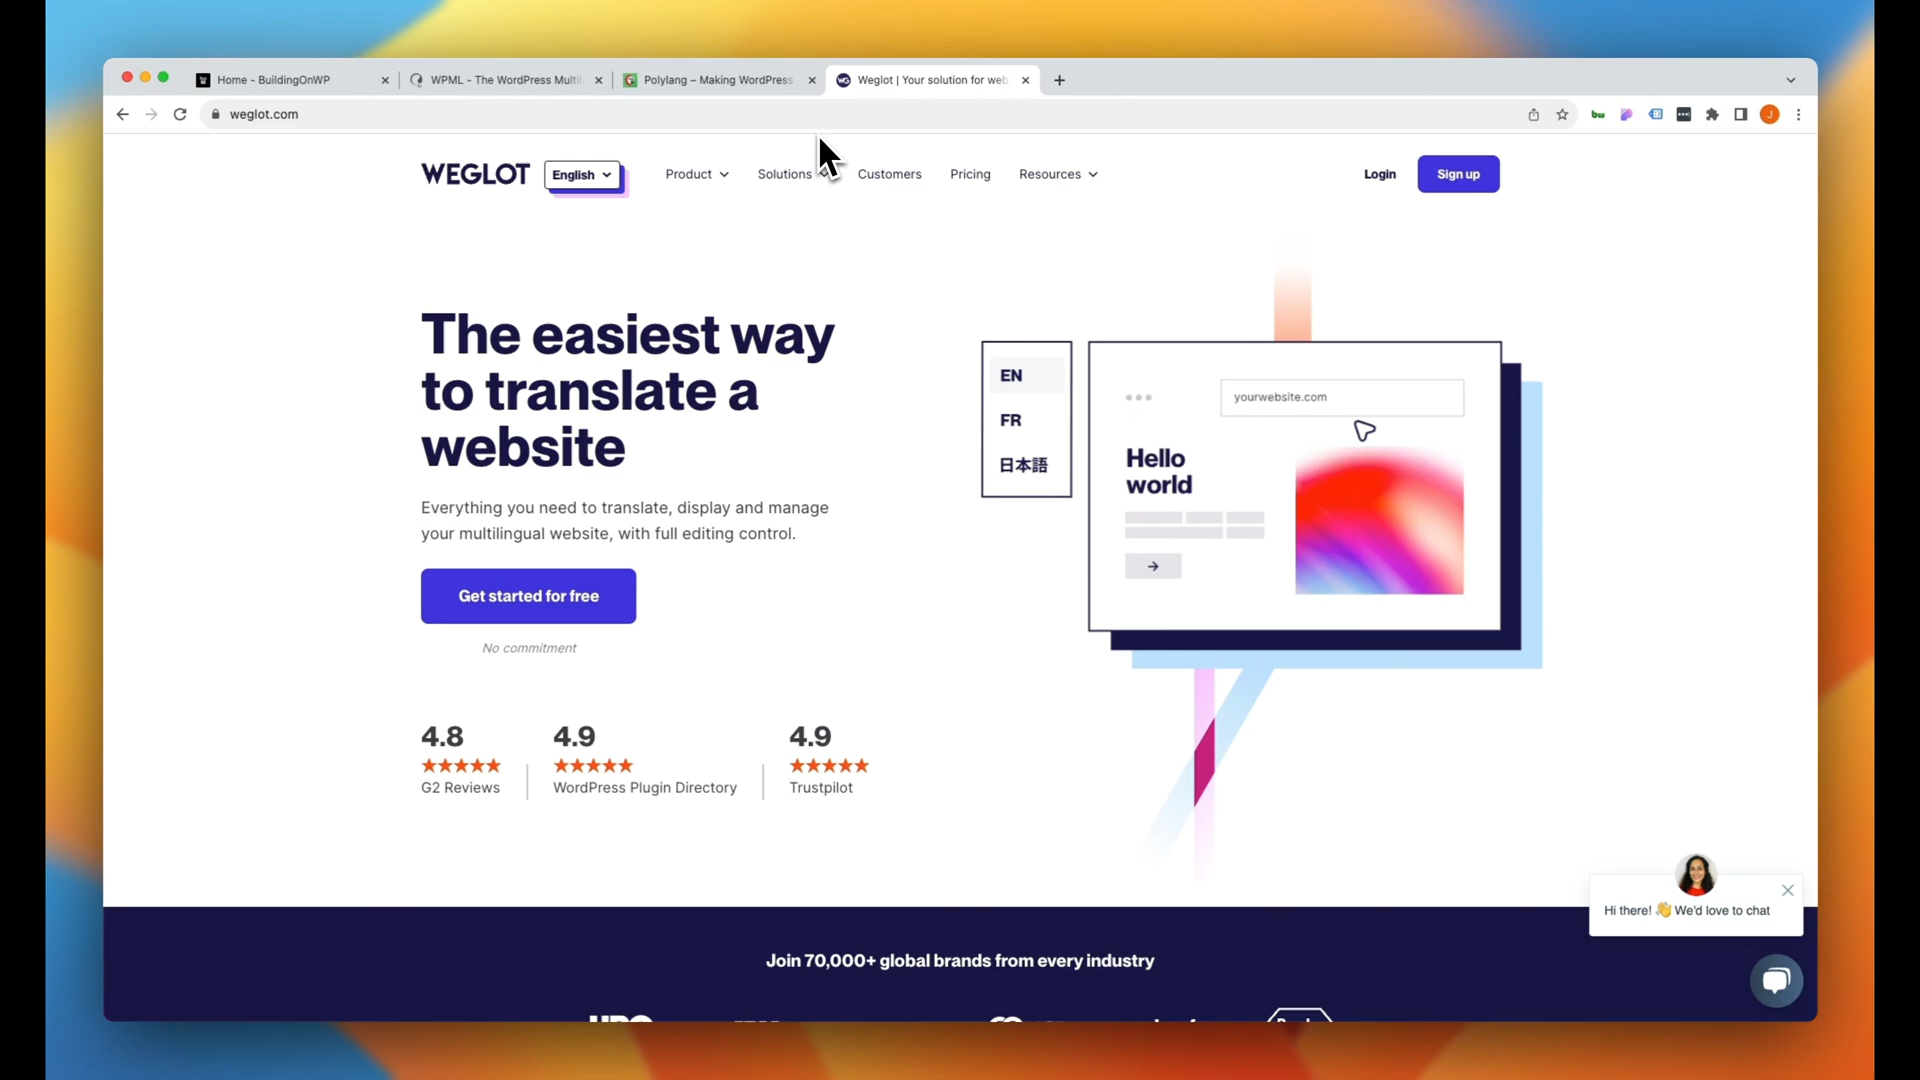 Home - BuildingOnWP
WPML - The WordPress Multi
Polylang – Making WordPress
Weglot | Your solution for web
weglot.com
WEGLOT
English
Product
Solutions
Customers
Pricing
Resources
Login
Sign up
The easiest way
to translate a
website
Everything you need to translate, display and manage
your multilingual website, with full editing control.
Get started for free
No commitment
EN
FR
日本語
yourwebsite.com
Hello
world
4.8
G2 Reviews
4.9
WordPress Plugin Directory
4.9
Trustpilot
Hi there! 👋 We'd love to chat
Join 70,000+ global brands from every industry
HBO